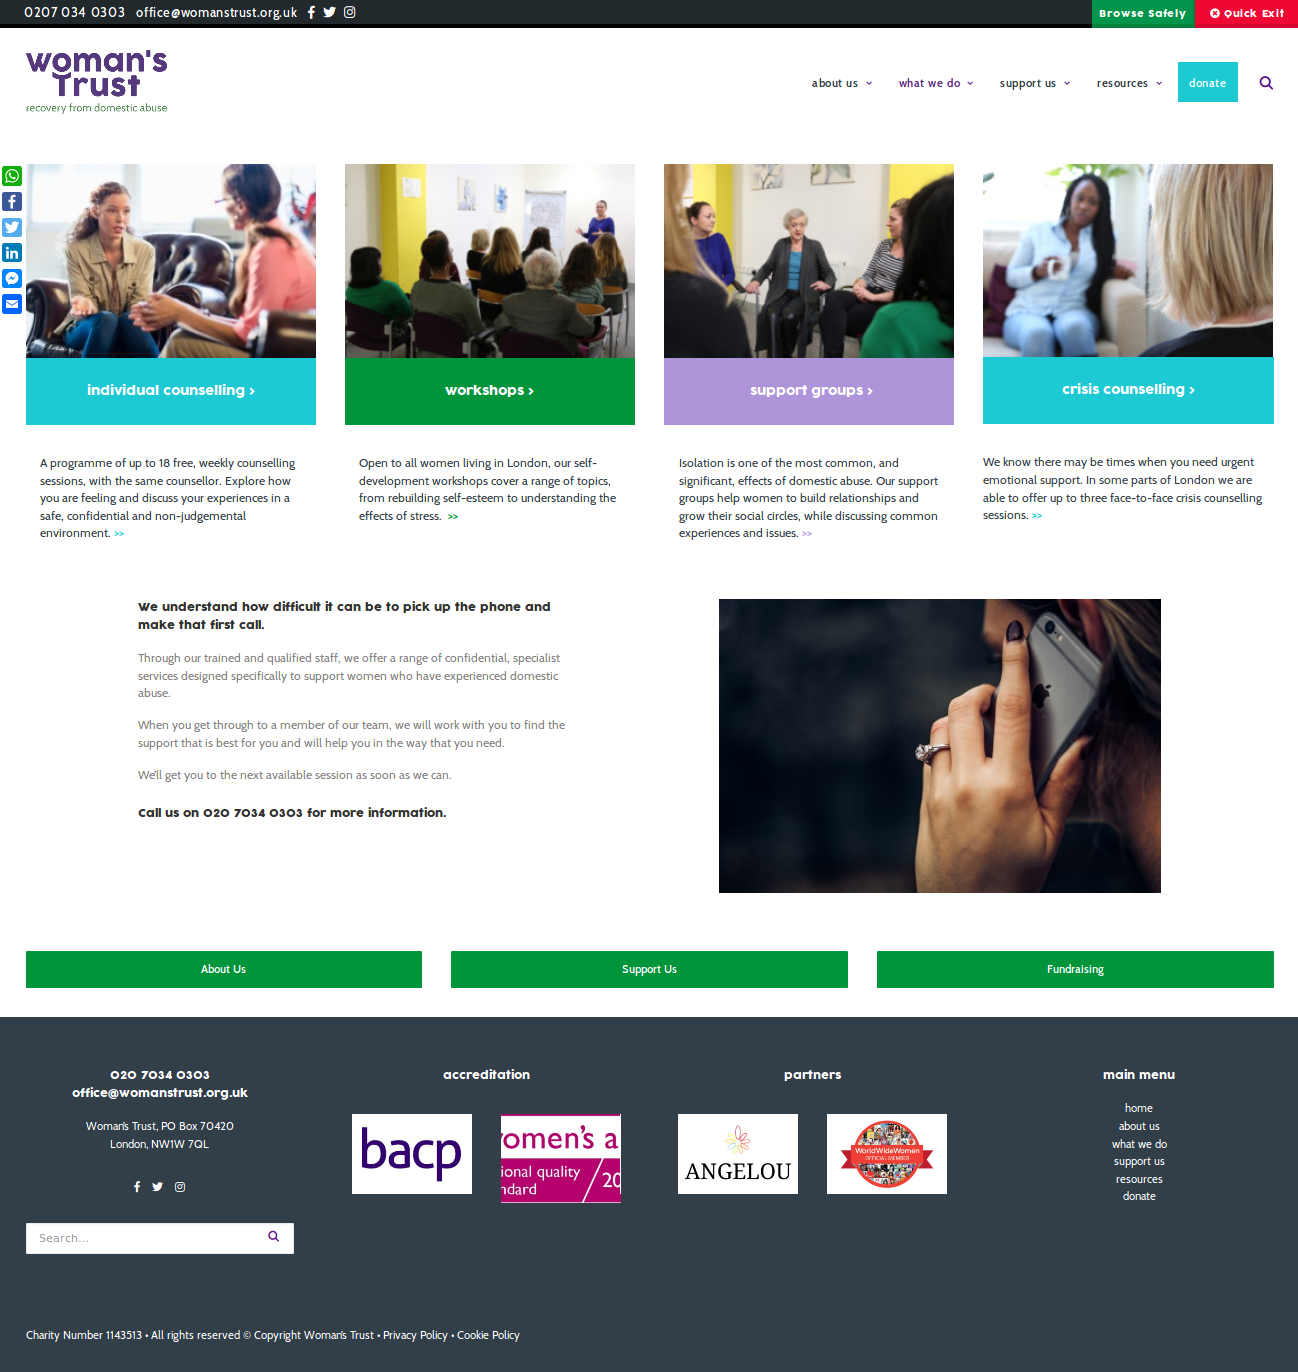 0207 034 0303 office@womanstrust.org.uk
Browse Safely
Quick Exit
woman's
Trust
recovery from domestic abuse
about us
what we do
support us
resources
donate
individual counselling >
workshops >
support groups >
crisis counselling >
A programme of up to 18 free, weekly counselling
sessions, with the same counsellor. Explore how
you are feeling and discuss your experiences in a
safe, confidential and non-judgemental
environment. >>
Open to all women living in London, our self-
development workshops cover a range of topics,
from rebuilding self-esteem to understanding the
effects of stress. >>
Isolation is one of the most common, and
significant, effects of domestic abuse. Our support
groups help women to build relationships and
grow their social circles, while discussing common
experiences and issues. >>
We know there may be times when you need urgent
emotional support. In some parts of London we are
able to offer up to three face-to-face crisis counselling
sessions. >>
We understand how difficult it can be to pick up the phone and
make that first call.
Through our trained and qualified staff, we offer a range of confidential, specialist
services designed specifically to support women who have experienced domestic
abuse.
When you get through to a member of our team, we will work with you to find the
support that is best for you and will help you in the way that you need.
We'll get you to the next available session as soon as we can.
Call us on 020 7034 0303 for more information.
About Us
Support Us
Fundraising
020 7034 0303
office@womanstrust.org.uk
Woman's Trust, PO Box 70420
London, NW1W 7QL
Search...
accreditation
bacp
omen's a
ional quality
ndard
20
partners
ANGELOU
WorldWideWomen
OFFICIAL MEMBER
main menu
home
about us
what we do
support us
resources
donate
Charity Number 1143513 • All rights reserved © Copyright Woman's Trust • Privacy Policy • Cookie Policy